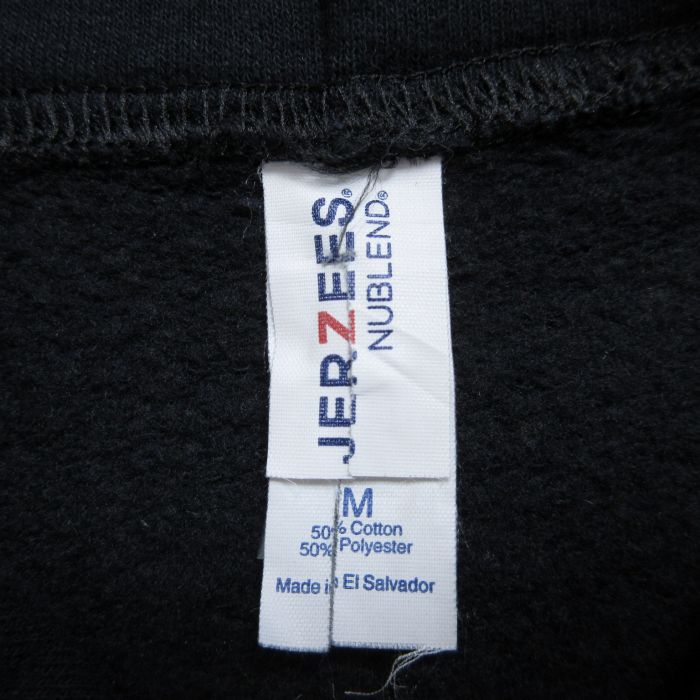 JERZEES®
NUBLEND®
M
50% Cotton
50% Polyester
Made in El Salvador